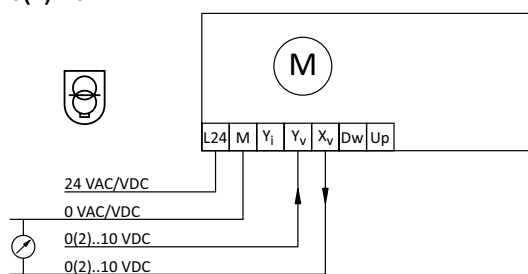 M
L24 M Yi Yv Xv Dw Up
24 VAC/VDC
0 VAC/VDC
0(2)..10 VDC
0(2)..10 VDC